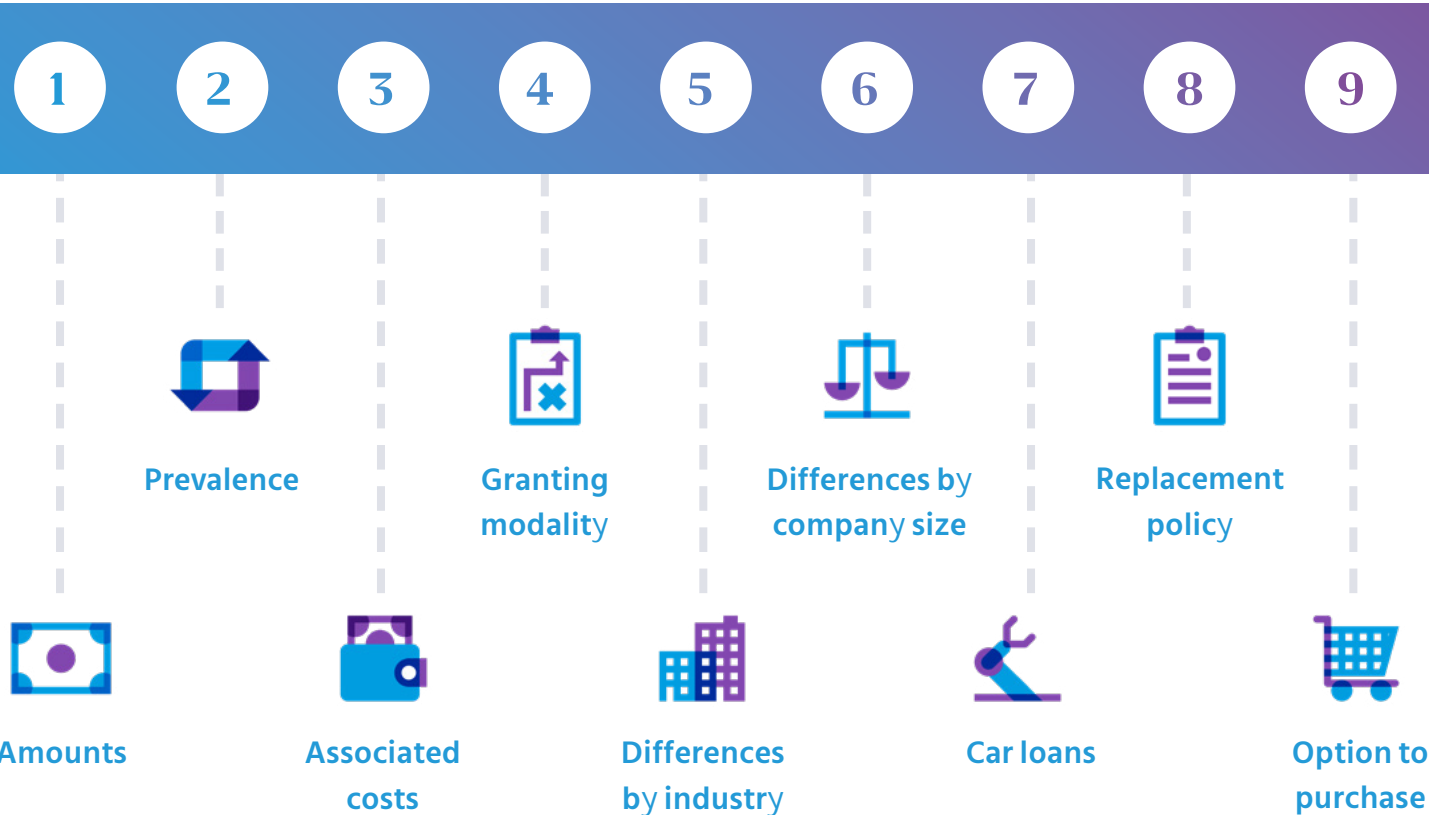 1 2 3 4 5 6 7 8 9
Prevalence
Granting
modality
Differences by
company size
Replacement
policy
Amounts
Associated
costs
Differences
by industry
Car loans
Option to
purchase